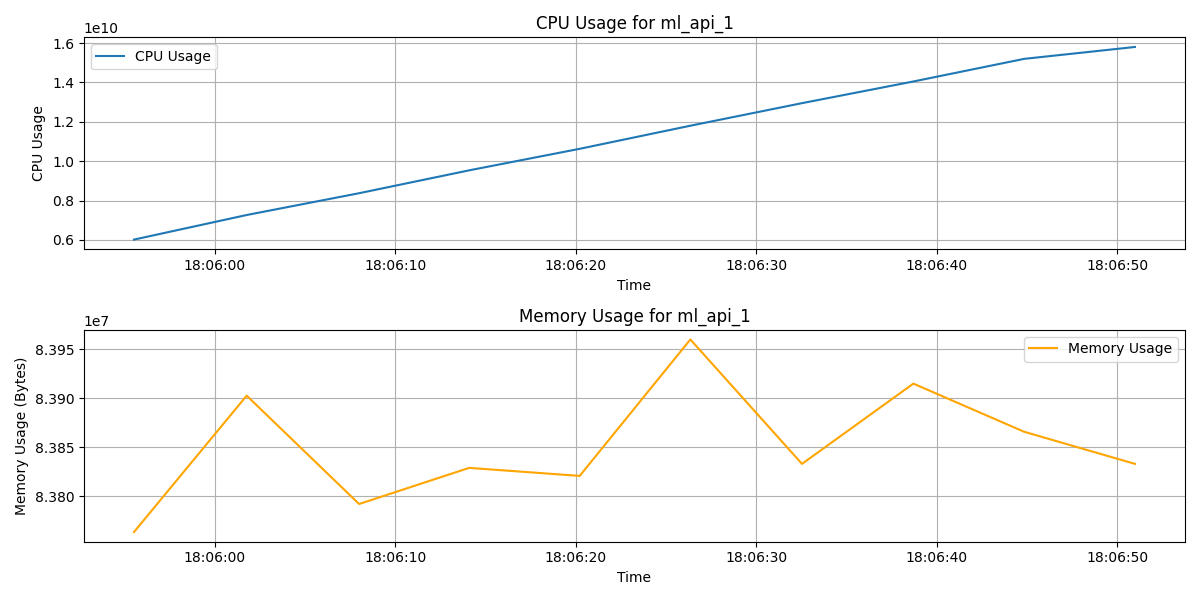 CPU Usage for ml_api_1
1e10
CPU Usage
1.6
1.4
1.2
1.0
0.8
0.6
CPU Usage
18:06:00 18:06:10 18:06:20 18:06:30 18:06:40 18:06:50
Time
Memory Usage for ml_api_1
1e7
Memory Usage
8.395
8.390
8.385
8.380
Memory Usage (Bytes)
18:06:00 18:06:10 18:06:20 18:06:30 18:06:40 18:06:50
Time